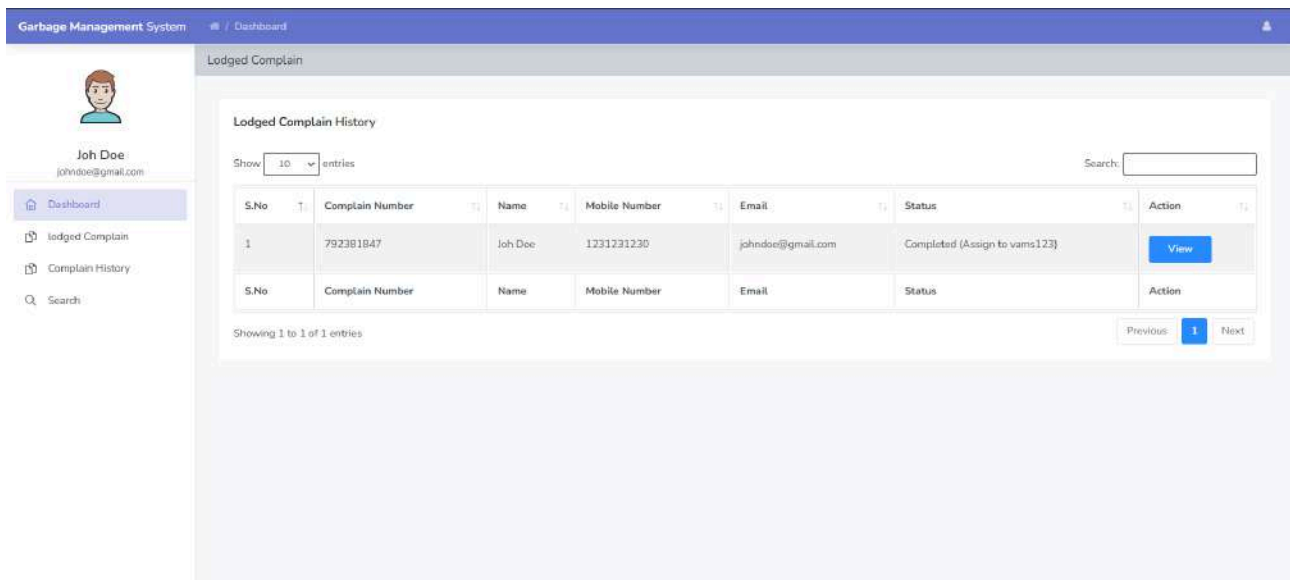 Garbage Management System / Dashboard
Lodged Complain
Joh Doe
johndoe@gmail.com
Dashboard
lodged Complain
Complain History
Search
Lodged Complain History
Show 10 entries Search:
S.No Complain Number Name Mobile Number Email Status Action
1 792381847 Joh Doe 1231231230 johndoe@gmail.com Completed (Assign to vams123) View
S.No Complain Number Name Mobile Number Email Status Action
Showing 1 to 1 of 1 entries Previous 1 Next